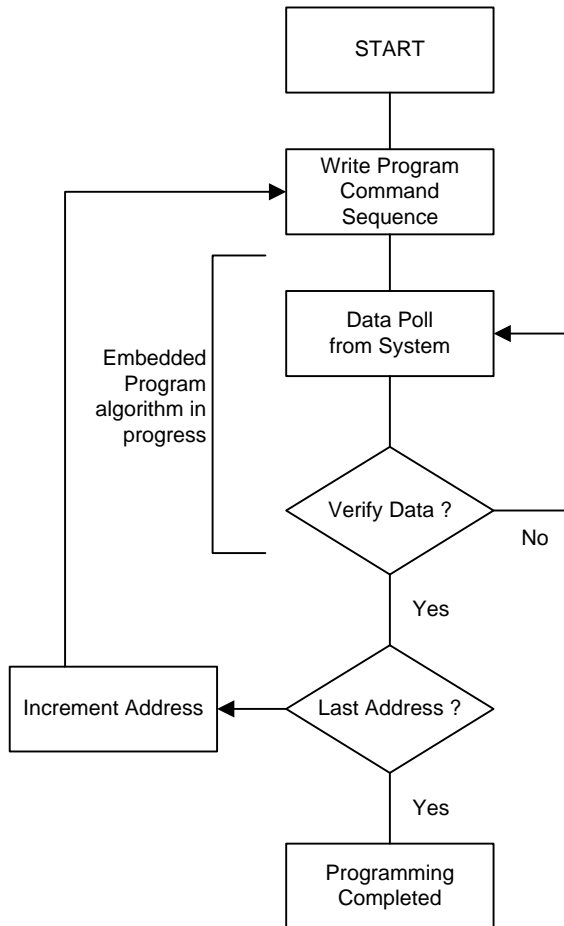 START
Write Program
Command
Sequence
Data Poll
from System
Embedded
Program
algorithm in
progress
Verify Data ?
No
Yes
Increment Address
Last Address ?
Yes
Programming
Completed